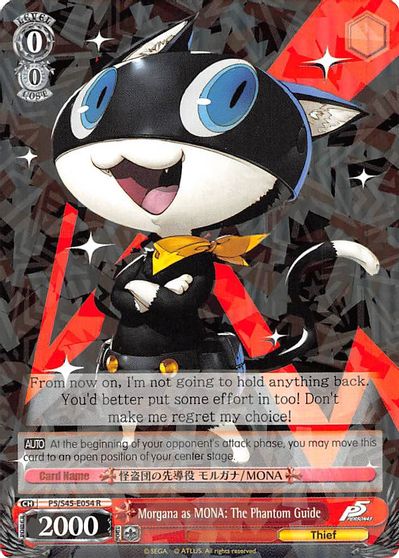 LEVEL
0
0
COST
From now on, I'm not going to hold anything back.
You'd better put some effort in too! Don't
make me regret my choice!
AUTO At the beginning of your opponent's attack phase, you may move this
card to an open position of your center stage.
Card Name 怪盗団の先導役 モルガナ/MONA
CH P5/S45-E054 R
2000
Morgana as MONA: The Phantom Guide
P5 PERSONA5
Thief
©SEGA ©ATLUS. All rights reserved.